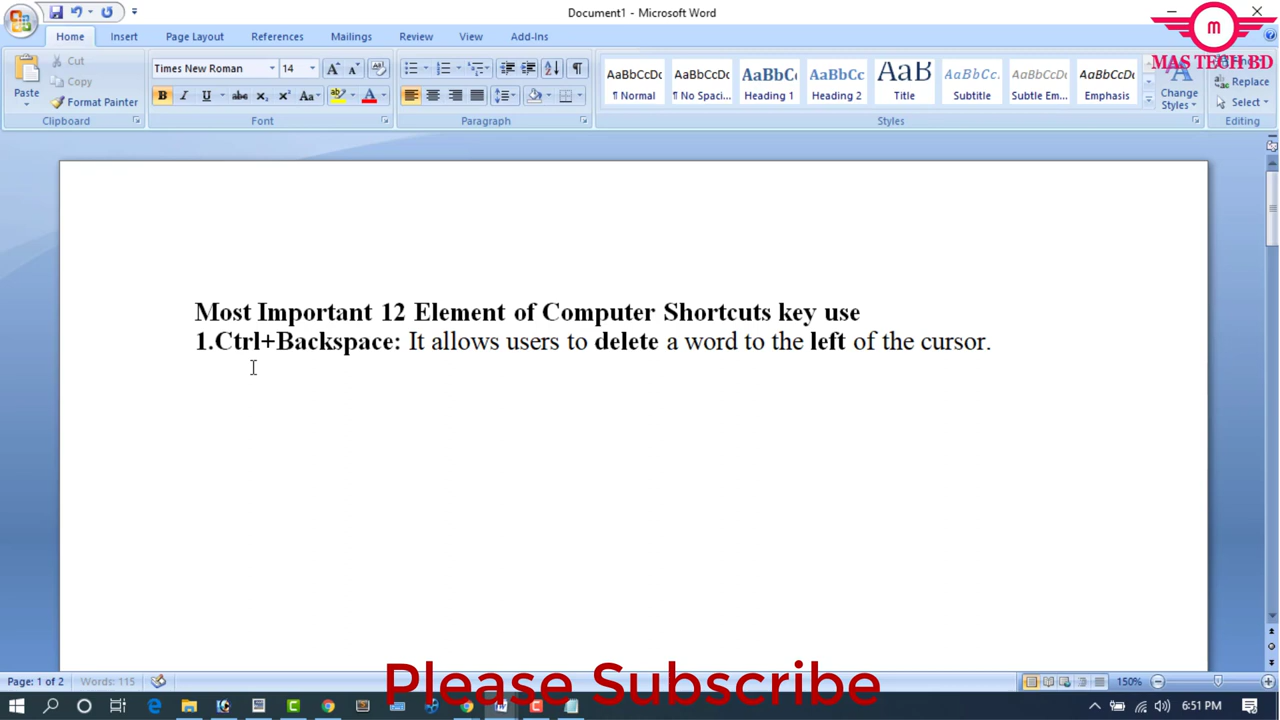 Document1 - Microsoft Word
Home Insert Page Layout References Mailings Review View Add-Ins
M
MAS TECH BD
Paste
Cut
Copy
Format Painter
Clipboard
Times New Roman 14
Font
Paragraph
AaBbCcDc AaBbCcDc AaBbCc AaBbCc AaB AaBbCc. AaBbCcDc AaBbCcDc
¶ Normal ¶ No Spaci... Heading 1 Heading 2 Title Subtitle Subtle Em... Emphasis
Change
Styles
Styles
Replace
Select
Editing
Most Important 12 Element of Computer Shortcuts key use
1.Ctrl+Backspace: It allows users to delete a word to the left of the cursor.
Please Subscribe
Page: 1 of 2 Words: 115 150%
6:51 PM